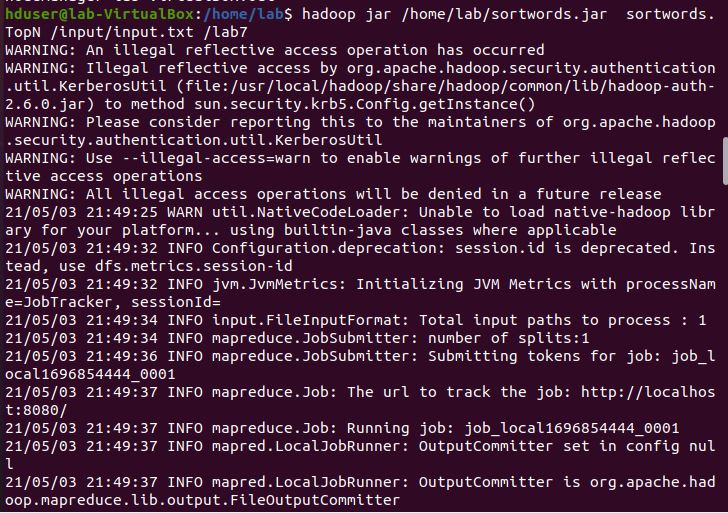 hduser@lab-VirtualBox:/home/lab$ hadoop jar /home/lab/sortwords.jar  sortwords.
TopN /input/input.txt /lab7
WARNING: An illegal reflective access operation has occurred
WARNING: Illegal reflective access by org.apache.hadoop.security.authentication
.util.KerberosUtil (file:/usr/local/hadoop/share/hadoop/common/lib/hadoop-auth-
2.6.0.jar) to method sun.security.krb5.Config.getInstance()
WARNING: Please consider reporting this to the maintainers of org.apache.hadoop
.security.authentication.util.KerberosUtil
WARNING: Use --illegal-access=warn to enable warnings of further illegal reflec
tive access operations
WARNING: All illegal access operations will be denied in a future release
21/05/03 21:49:25 WARN util.NativeCodeLoader: Unable to load native-hadoop libr
ary for your platform... using builtin-java classes where applicable
21/05/03 21:49:32 INFO Configuration.deprecation: session.id is deprecated. Ins
tead, use dfs.metrics.session-id
21/05/03 21:49:32 INFO jvm.JvmMetrics: Initializing JVM Metrics with processNam
e=JobTracker, sessionId=
21/05/03 21:49:34 INFO input.FileInputFormat: Total input paths to process : 1
21/05/03 21:49:34 INFO mapreduce.JobSubmitter: number of splits:1
21/05/03 21:49:36 INFO mapreduce.JobSubmitter: Submitting tokens for job: job_l
ocal1696854444_0001
21/05/03 21:49:37 INFO mapreduce.Job: The url to track the job: http://localhos
t:8080/
21/05/03 21:49:37 INFO mapreduce.Job: Running job: job_local1696854444_0001
21/05/03 21:49:37 INFO mapred.LocalJobRunner: OutputCommitter set in config nul
l
21/05/03 21:49:37 INFO mapred.LocalJobRunner: OutputCommitter is org.apache.had
oop.mapreduce.lib.output.FileOutputCommitter